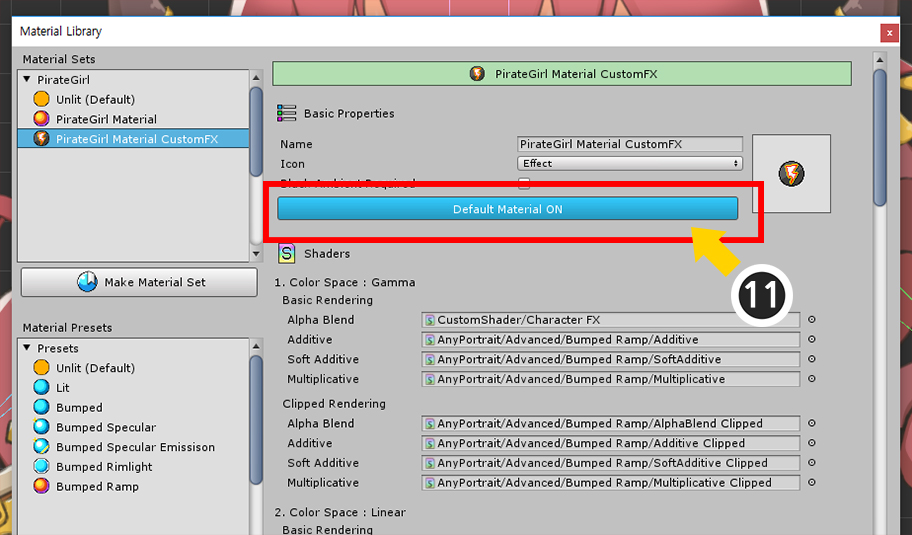 Material Library
x
Material Sets
PirateGirl
Unlit (Default)
PirateGirl Material
PirateGirl Material CustomFX
Make Material Set
Material Presets
Presets
Unlit (Default)
Lit
Bumped
Bumped Specular
Bumped Specular Emissison
Bumped Rimlight
Bumped Ramp
PirateGirl Material CustomFX
Basic Properties
Name PirateGirl Material CustomFX
Icon Effect
Black Ambient Required
Default Material ON
11
S Shaders
1. Color Space : Gamma
Basic Rendering
Alpha Blend CustomShader/Character FX
Additive AnyPortrait/Advanced/Bumped Ramp/Additive
Soft Additive AnyPortrait/Advanced/Bumped Ramp/SoftAdditive
Multiplicative AnyPortrait/Advanced/Bumped Ramp/Multiplicative
Clipped Rendering
Alpha Blend AnyPortrait/Advanced/Bumped Ramp/AlphaBlend Clipped
Additive AnyPortrait/Advanced/Bumped Ramp/Additive Clipped
Soft Additive AnyPortrait/Advanced/Bumped Ramp/SoftAdditive Clipped
Multiplicative AnyPortrait/Advanced/Bumped Ramp/Multiplicative Clipped
2. Color Space : Linear
Basic Rendering